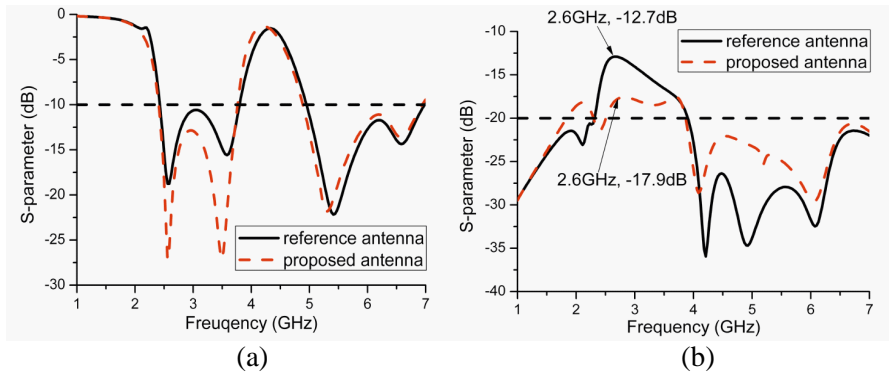 0
-5
-10
-15
-20
-25
-30
S-parameter (dB)
reference antenna
proposed antenna
1 2 3 4 5 6 7
Freuqency (GHz)
(a)
2.6GHz, -12.7dB
reference antenna
proposed antenna
-10
-15
-20
-25
-30
-35
-40
S-parameter (dB)
2.6GHz, -17.9dB
1 2 3 4 5 6 7
Frequency (GHz)
(b)